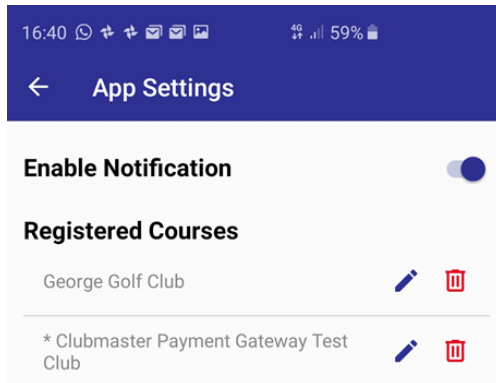 16:40 4G 59%
App Settings
Enable Notification
Registered Courses
George Golf Club
* Clubmaster Payment Gateway Test
Club